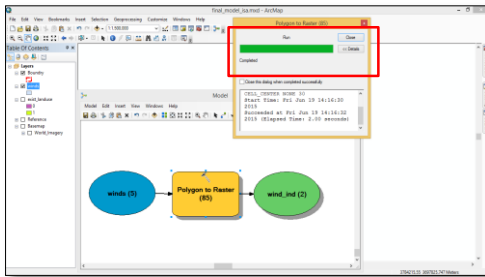 final_model_isa.mxd - ArcMap
File Edit View Bookmarks Insert Selection Geoprocessing Customize Windows Help
Table Of Contents
Layers
Boundry
winds
Reference
Basemap
World_Imagery
Polygon to Raster (85)
Run
Close
<< Details
Completed
Close this dialog when completed successfully
CELL_CENTER NONE 30
Start Time: Fri Jun 19 14:16:30
2015
Succeeded at Fri Jun 19 14:16:32
2015 (Elapsed Time: 2.00 seconds)
Model
Model Edit Insert View Windows Help
winds (5)
Polygon to Raster
(85)
wind_ind (2)